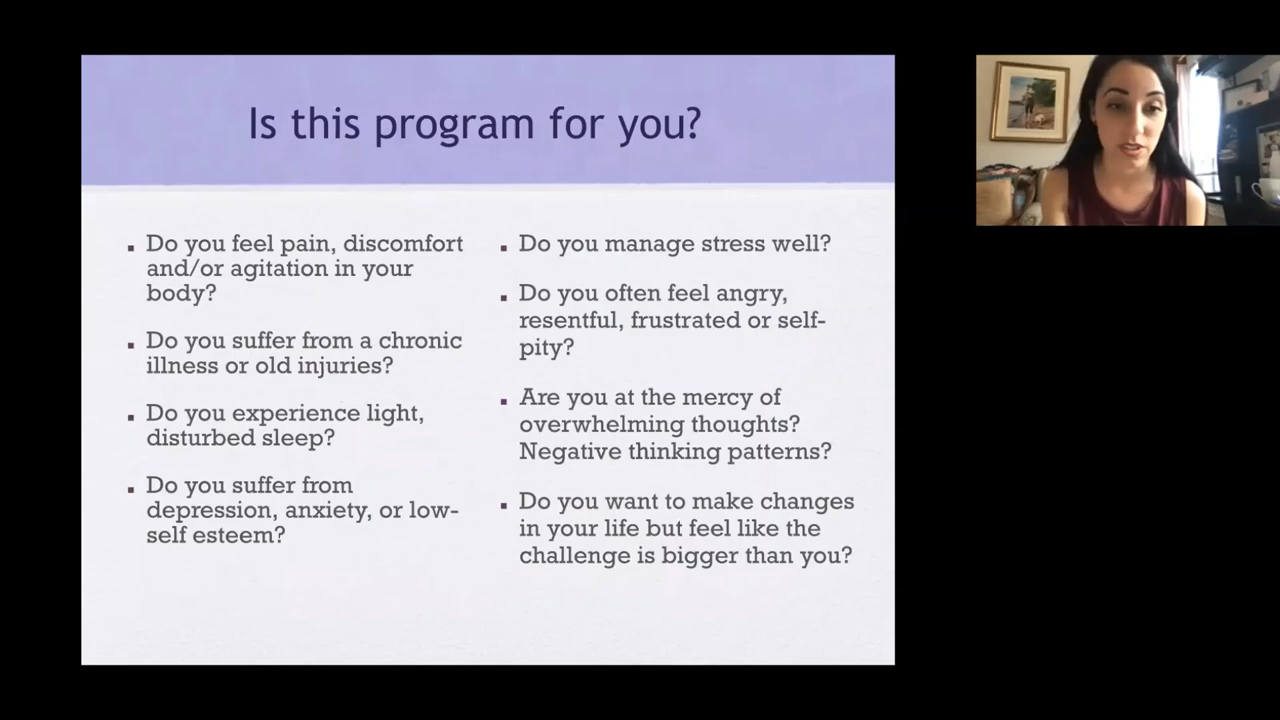 Is this program for you?
Do you feel pain, discomfort
and/or agitation in your
body?
Do you suffer from a chronic
illness or old injuries?
Do you experience light,
disturbed sleep?
Do you suffer from
depression, anxiety, or low-
self esteem?
Do you manage stress well?
Do you often feel angry,
resentful, frustrated or self-
pity?
Are you at the mercy of
overwhelming thoughts?
Negative thinking patterns?
Do you want to make changes
in your life but feel like the
challenge is bigger than you?